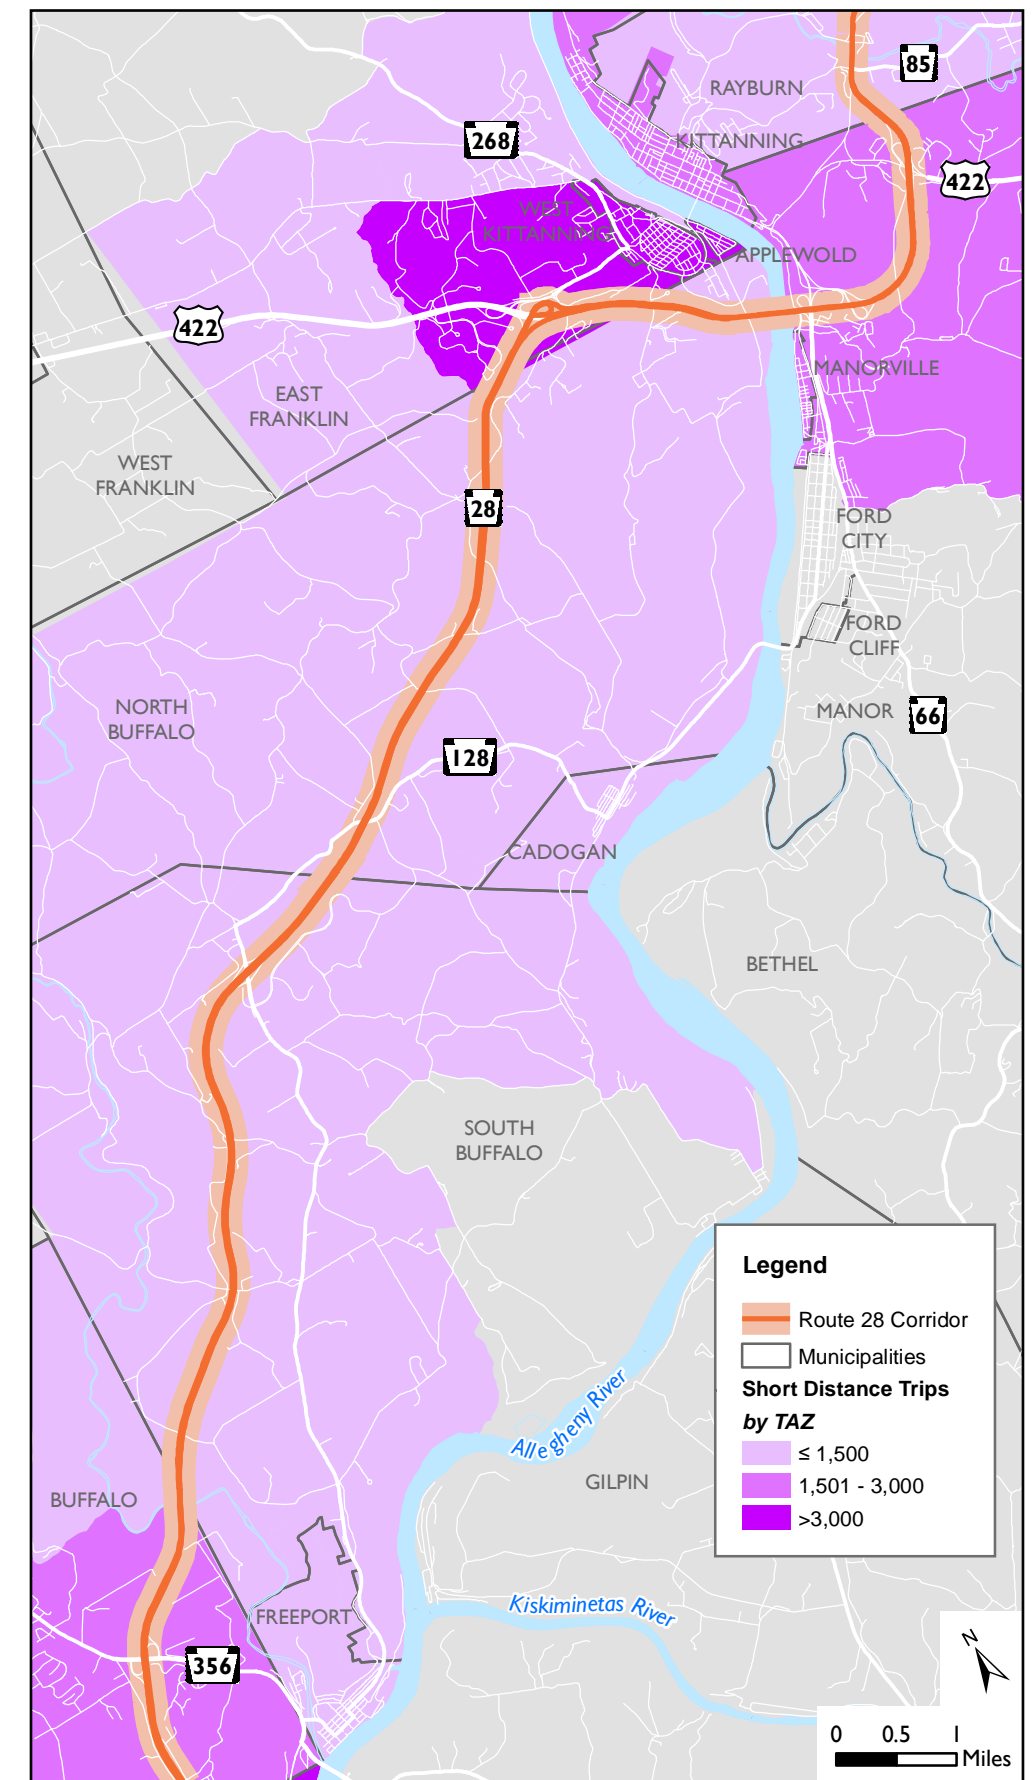 85
RAYBURN
268
KITTANNING
422
WEST
KITTANNING
APPLEWOLD
422
MANORVILLE
EAST
FRANKLIN
WEST
FRANKLIN
28
FORD
CITY
FORD
CLIFF
NORTH
BUFFALO
MANOR
66
128
CADOGAN
BETHEL
SOUTH
BUFFALO
Legend
Route 28 Corridor
Municipalities
Short Distance Trips
by TAZ
≤ 1,500
1,501 - 3,000
>3,000
Allegheny River
GILPIN
BUFFALO
Kiskiminetas River
FREEPORT
N
356
0 0.5 1
Miles